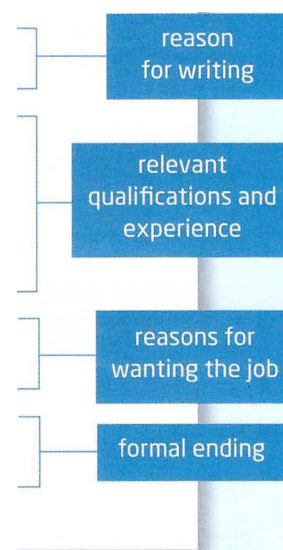 reason
for writing
relevant
qualifications and
experience
reasons for
wanting the job
formal ending